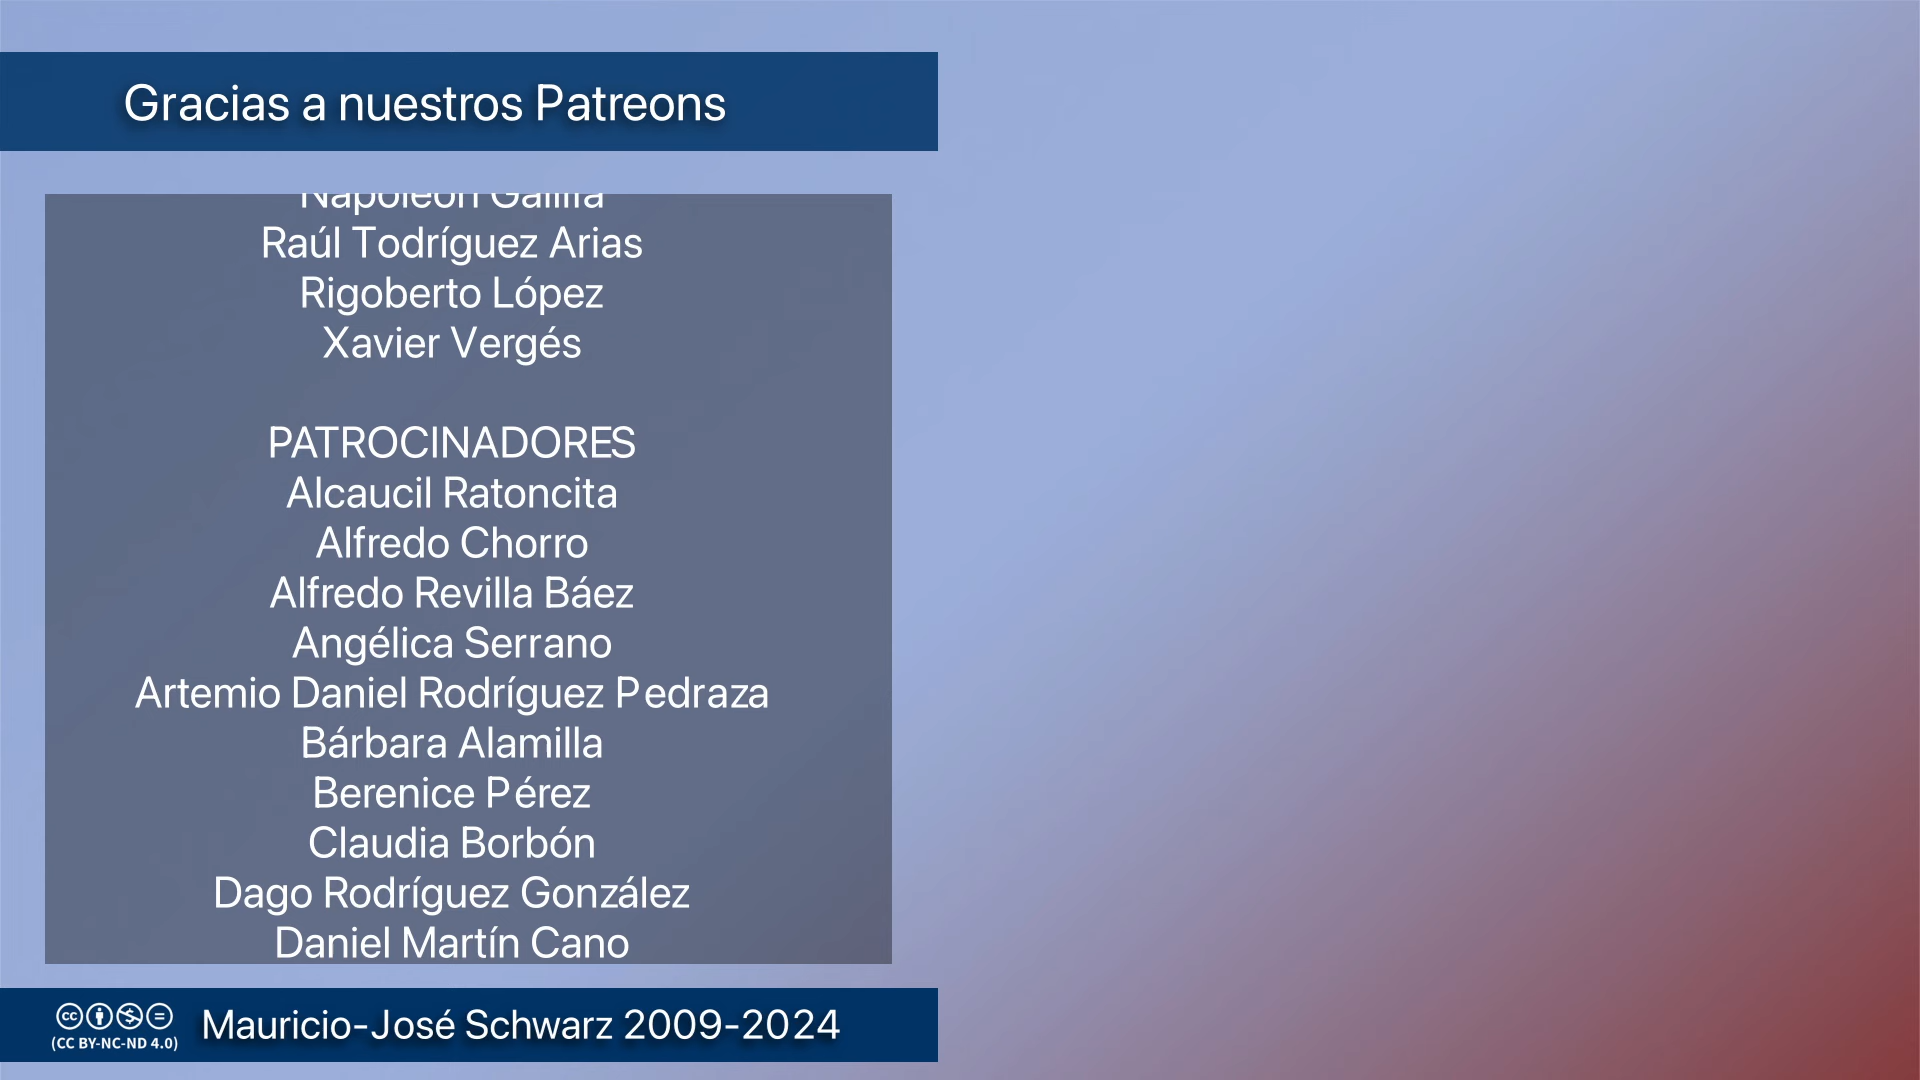 Gracias a nuestros Patreons
Raúl Todríguez Arias
Rigoberto López
Xavier Vergés
PATROCINADORES
Alcaucil Ratoncita
Alfredo Chorro
Alfredo Revilla Báez
Angélica Serrano
Artemio Daniel Rodríguez Pedraza
Bárbara Alamilla
Berenice Pérez
Claudia Borbón
Dago Rodríguez González
Daniel Martín Cano
(CC BY-NC-ND 4.0)
Mauricio-José Schwarz 2009-2024